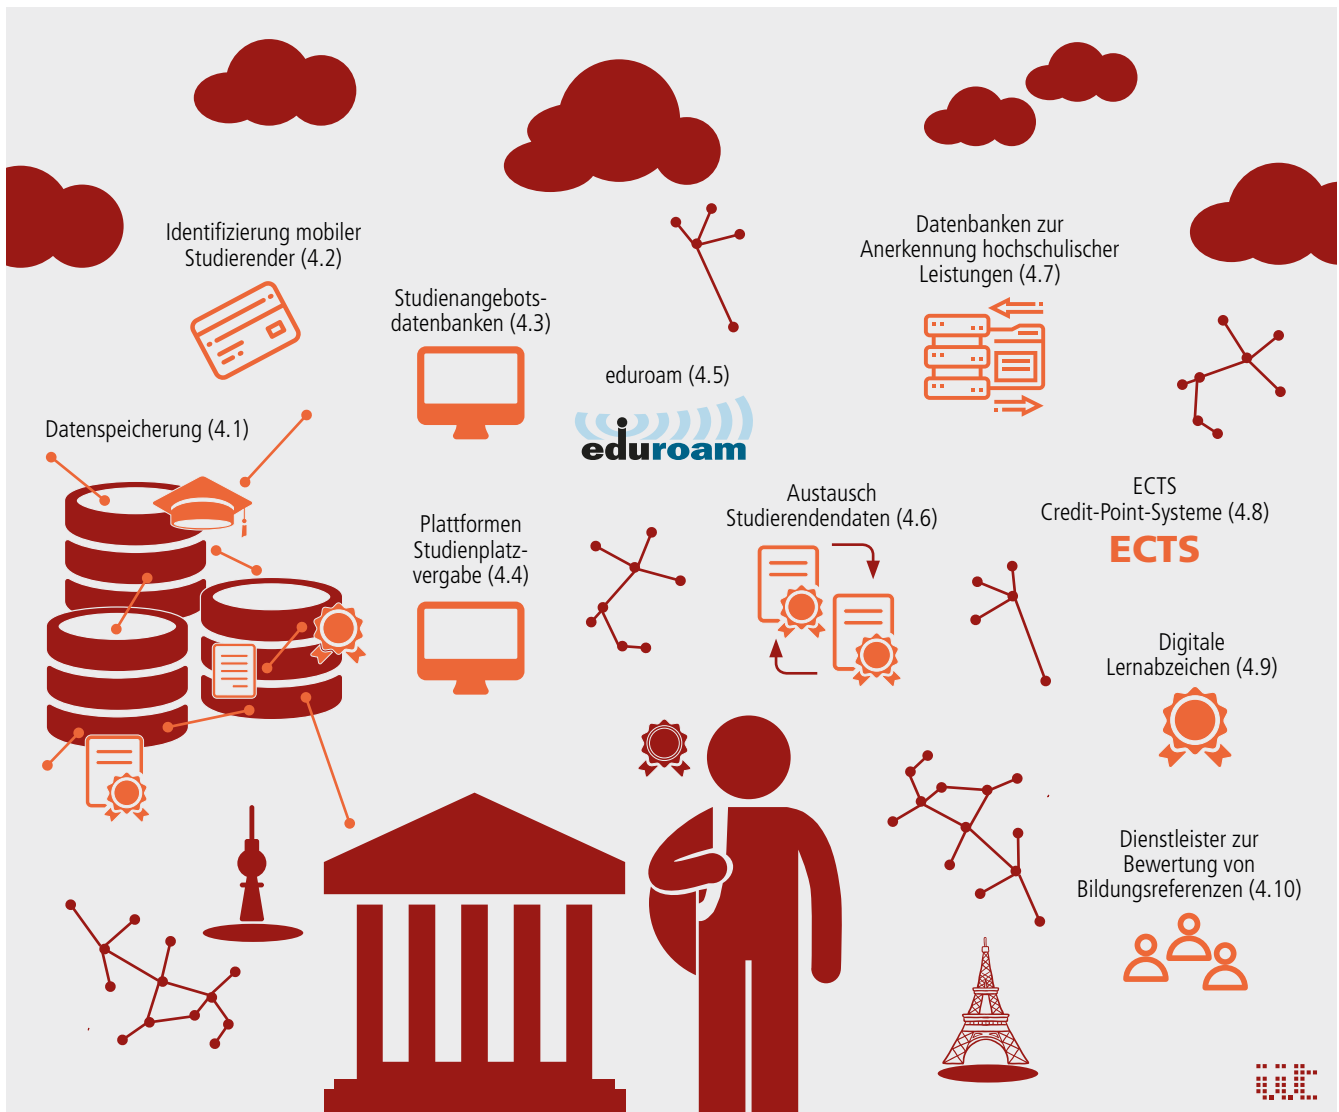 Identifizierung mobiler
Studierender (4.2)
Datenbanken zur
Anerkennung hochschulischer
Leistungen (4.7)
Studienangebots-
datenbanken (4.3)
eduroam (4.5)
eduroam
Datenspeicherung (4.1)
Plattformen
Studienplatz-
vergabe (4.4)
Austausch
Studierendendaten (4.6)
ECTS
Credit-Point-Systeme (4.8)
ECTS
Digitale
Lernabzeichen (4.9)
Dienstleister zur
Bewertung von
Bildungsreferenzen (4.10)